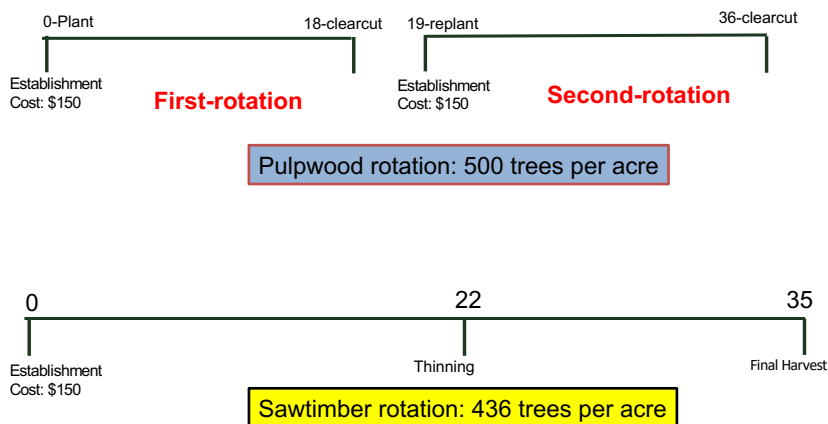 0-Plant
18-clearcut
19-replant
36-clearcut
Establishment
Cost: $150
First-rotation
Establishment
Cost: $150
Second-rotation
Pulpwood rotation: 500 trees per acre
0
22
35
Establishment
Cost: $150
Thinning
Final Harvest
Sawtimber rotation: 436 trees per acre